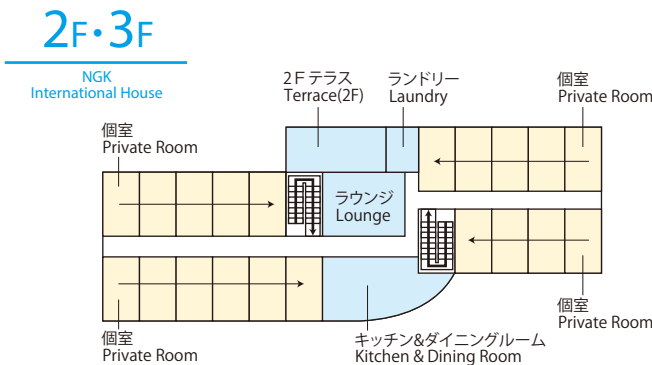 2F・3F
NGK
International House
2Fテラス
Terrace(2F)
ランドリー
Laundry
個室
Private Room
個室
Private Room
ラウンジ
Lounge
個室
Private Room
キッチン&ダイニングルーム
Kitchen & Dining Room
個室
Private Room